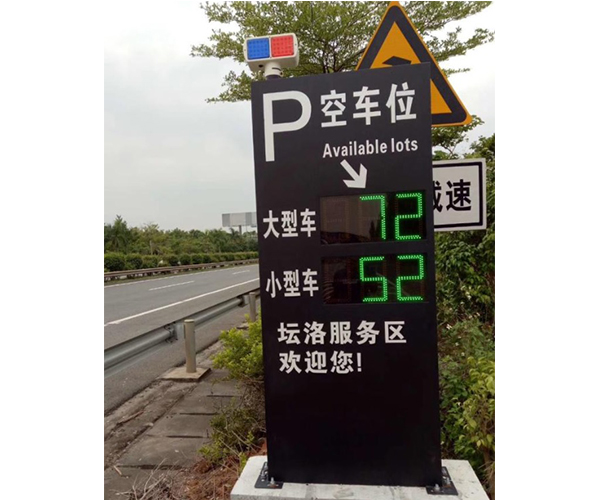 P 空车位
Available lots
大型车 72
小型车 52
坛洛服务区
欢迎您!
减速